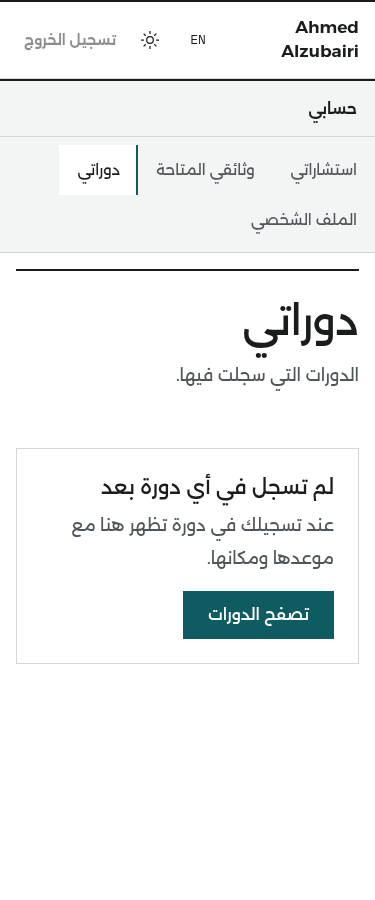 Ahmed
Alzubairi
EN
تسجيل الخروج
حسابي
استشاراتي
وثائقي المتاحة
دوراتي
الملف الشخصي
دوراتي
الدورات التي سجلت فيها.
لم تسجل في أي دورة بعد
عند تسجيلك في دورة تظهر هنا مع
موعدها ومكانها.
تصفح الدورات